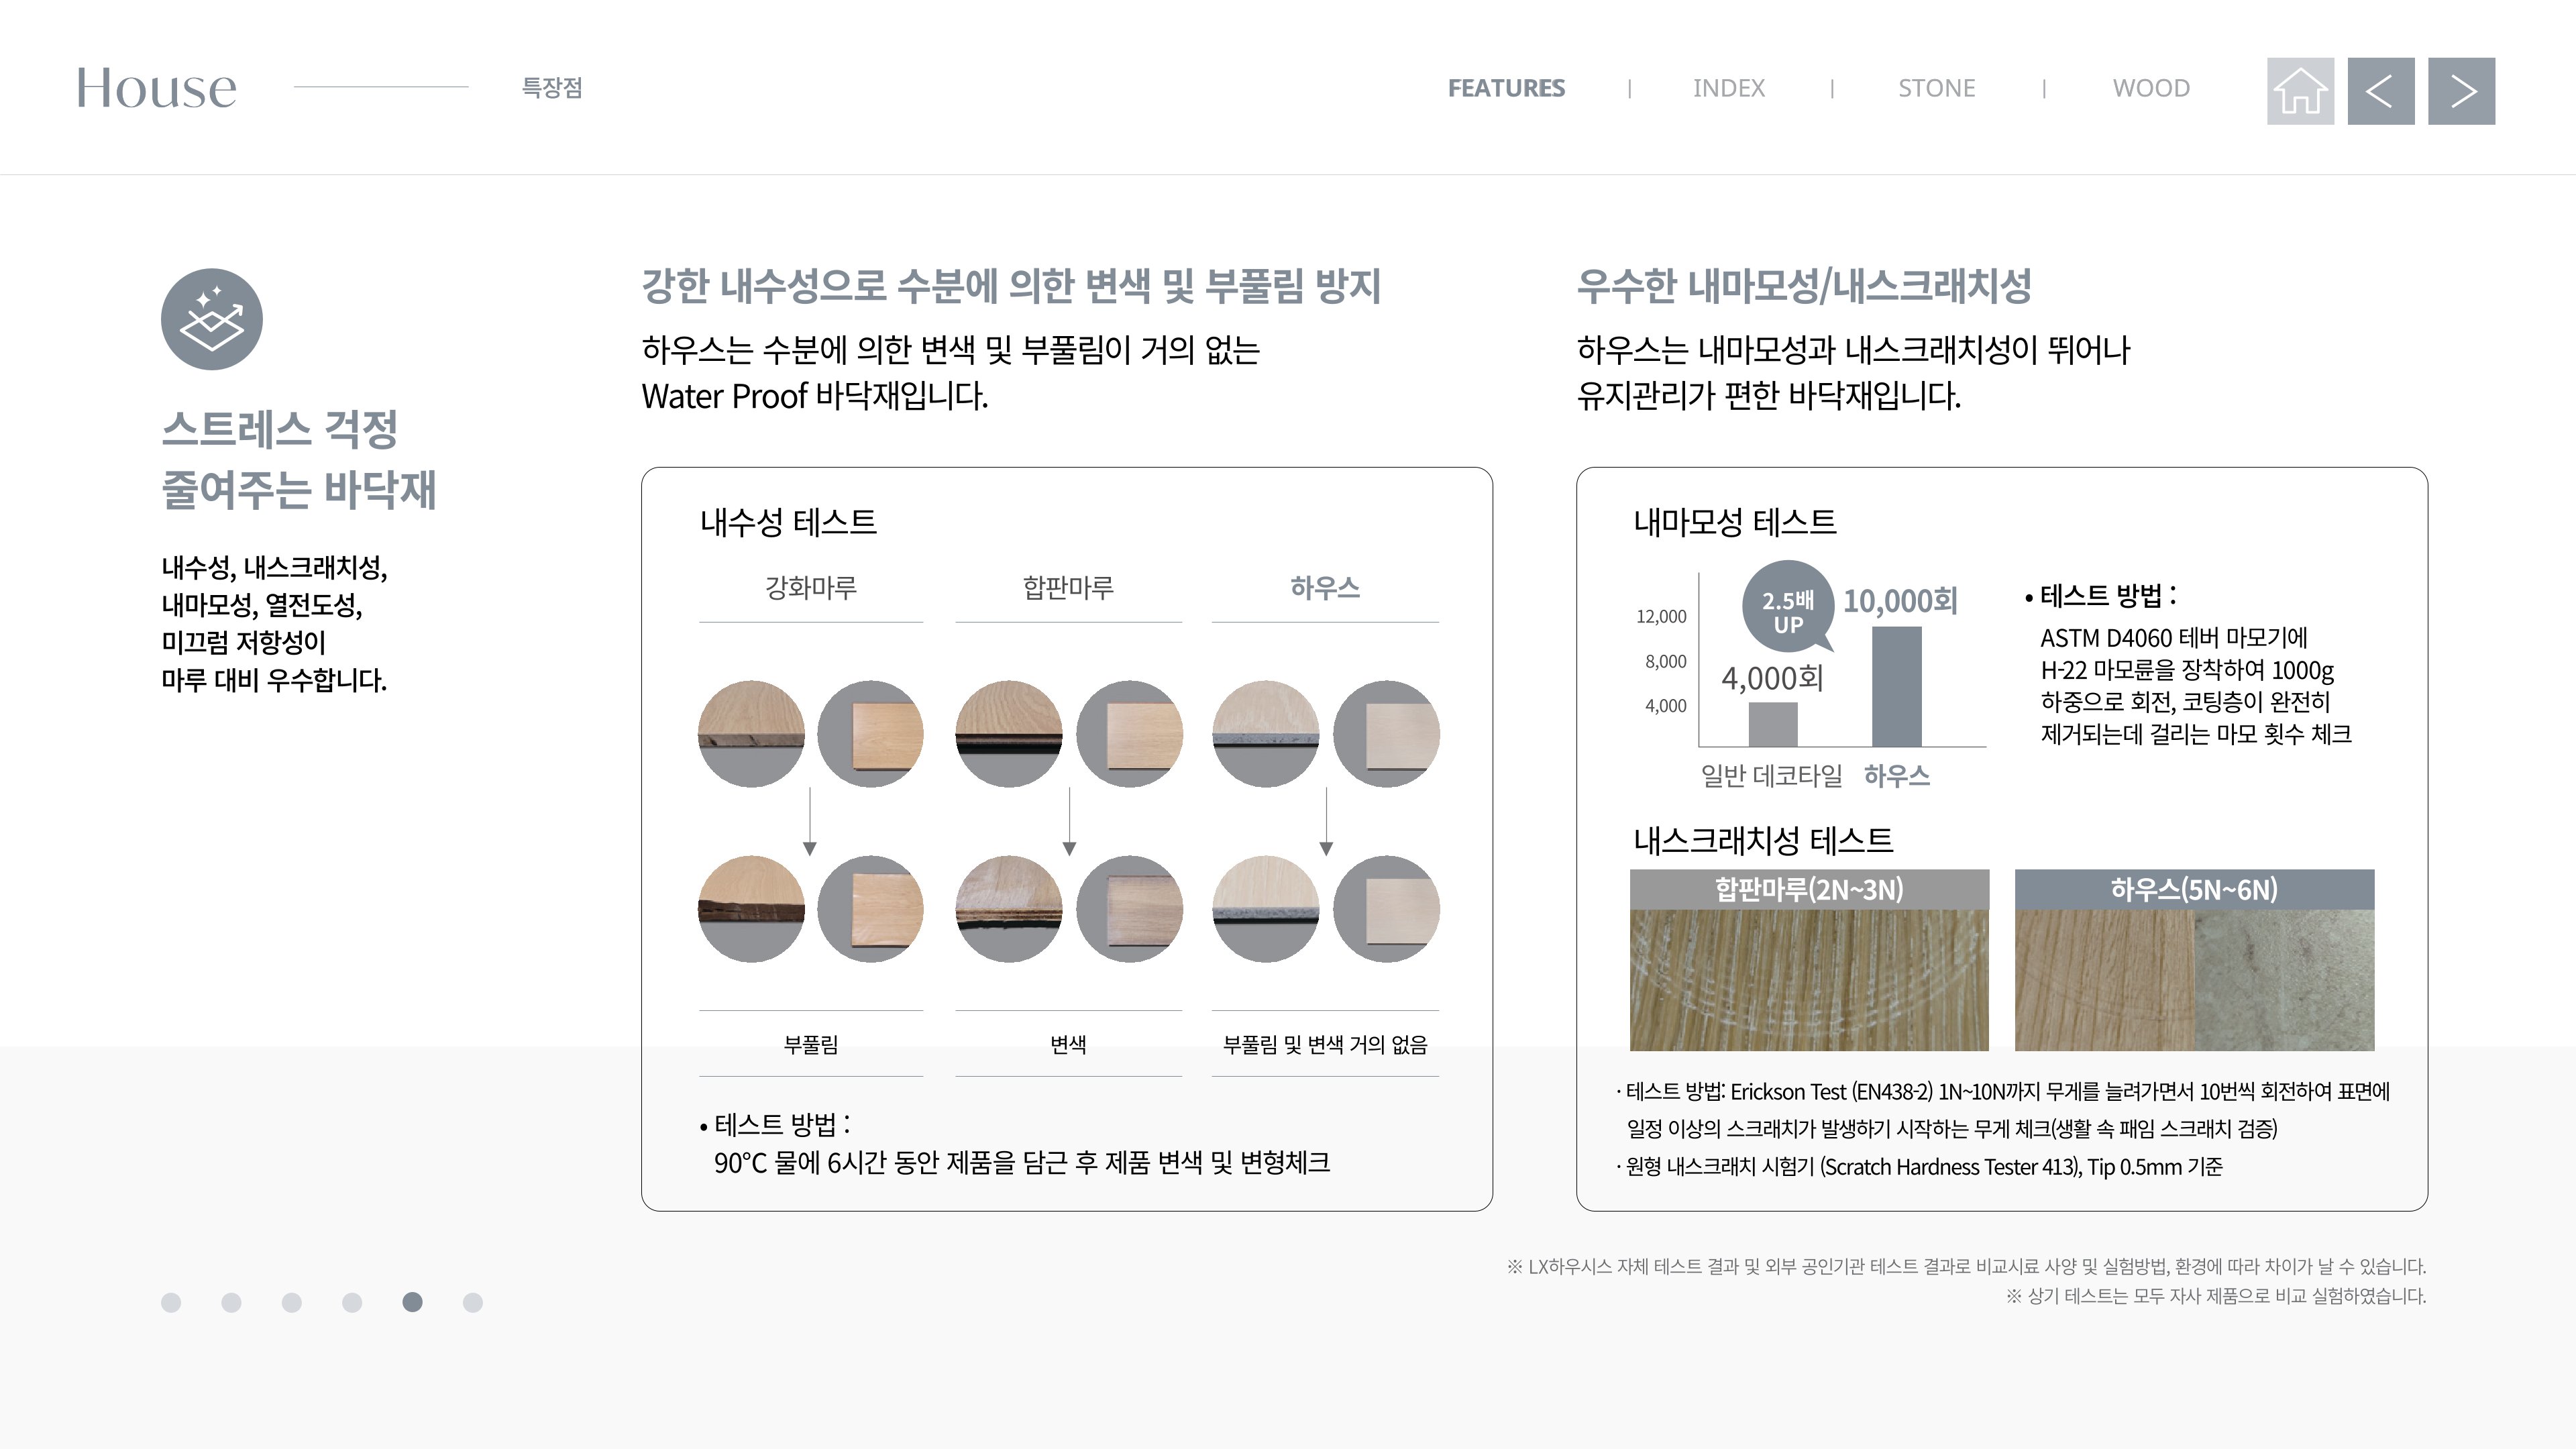 House
특장점
FEATURES
|
INDEX
|
STONE
|
WOOD
스트레스 걱정
줄여주는 바닥재
내수성, 내스크래치성,
내마모성, 열전도성,
미끄럼 저항성이
마루 대비 우수합니다.
강한 내수성으로 수분에 의한 변색 및 부풀림 방지
하우스는 수분에 의한 변색 및 부풀림이 거의 없는
Water Proof 바닥재입니다.
내수성 테스트
강화마루
합판마루
하우스
부풀림
변색
부풀림 및 변색 거의 없음
• 테스트 방법 :
90°C 물에 6시간 동안 제품을 담근 후 제품 변색 및 변형체크
우수한 내마모성/내스크래치성
하우스는 내마모성과 내스크래치성이 뛰어나
유지관리가 편한 바닥재입니다.
내마모성 테스트
12,000
8,000
4,000
2.5배
UP
10,000회
4,000회
일반 데코타일
하우스
• 테스트 방법 :
ASTM D4060 테버 마모기에
H-22 마모륜을 장착하여 1000g
하중으로 회전, 코팅층이 완전히
제거되는데 걸리는 마모 횟수 체크
내스크래치성 테스트
합판마루(2N~3N)
하우스(5N~6N)
· 테스트 방법: Erickson Test (EN438-2) 1N~10N까지 무게를 늘려가면서 10번씩 회전하여 표면에
일정 이상의 스크래치가 발생하기 시작하는 무게 체크(생활 속 패임 스크래치 검증)
· 원형 내스크래치 시험기 (Scratch Hardness Tester 413), Tip 0.5mm 기준
※ LX하우시스 자체 테스트 결과 및 외부 공인기관 테스트 결과로 비교시료 사양 및 실험방법, 환경에 따라 차이가 날 수 있습니다.
※ 상기 테스트는 모두 자사 제품으로 비교 실험하였습니다.